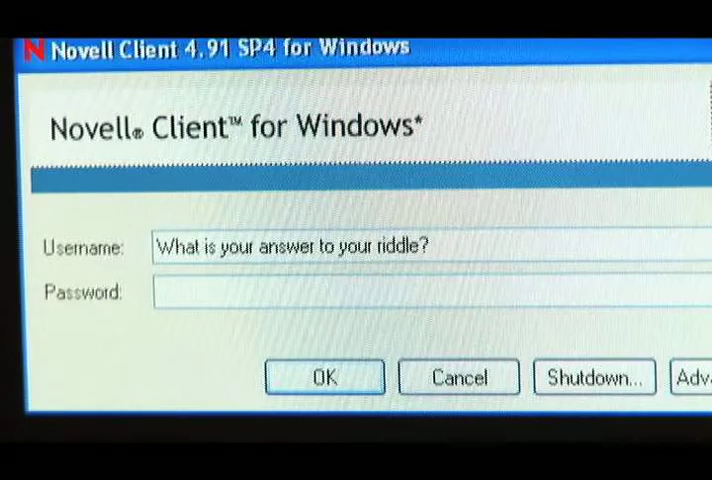 N Novell Client 4.91 SP4 for Windows
Novell® Client™ for Windows*
Username: What is your answer to your riddle?
Password:
OK Cancel Shutdown... Adv